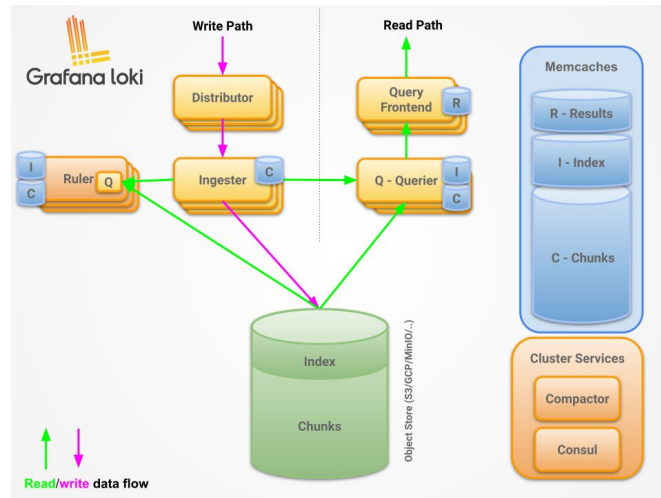 Grafana loki
Write Path
Read Path
Distributor
Query
Frontend
R
I
C
Ruler
Q
Ingester
C
Q - Querier
I
C
Index
Chunks
Object Store (S3/GCP/MinIO/..)
Memcaches
R - Results
I - Index
C - Chunks
Cluster Services
Compactor
Consul
Read/write data flow